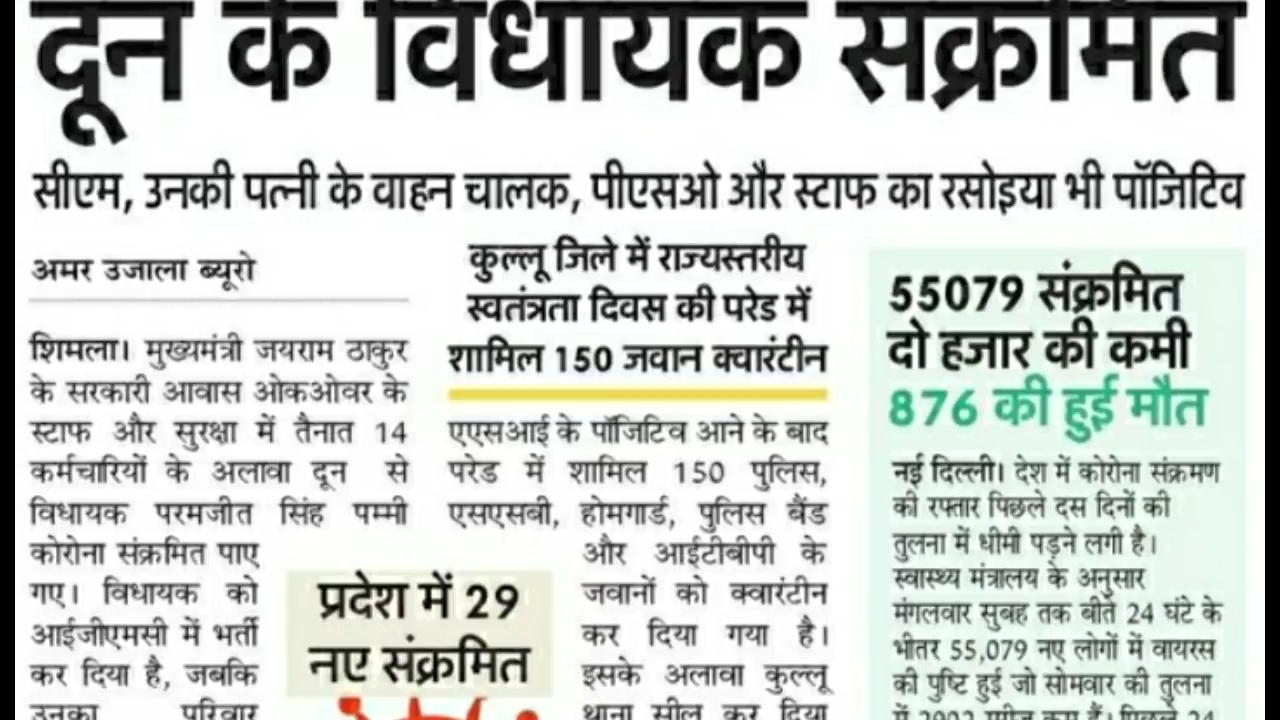 दून के विधायक संक्रमित
सीएम, उनकी पत्नी के वाहन चालक, पीएसओ और स्टाफ का रसोइया भी पॉजिटिव
अमर उजाला ब्यूरो
शिमला। मुख्यमंत्री जयराम ठाकुर
के सरकारी आवास ओकओवर के
स्टाफ और सुरक्षा में तैनात 14
कर्मचारियों के अलावा दून से
विधायक परमजीत सिंह पम्मी
कोरोना संक्रमित पाए
गए। विधायक को
आईजीएमसी में भर्ती
कर दिया है, जबकि
उनका परिवार
प्रदेश में 29
नए संक्रमित
कुल्लू जिले में राज्यस्तरीय
स्वतंत्रता दिवस की परेड में
शामिल 150 जवान क्वारंटीन
एएसआई के पॉजिटिव आने के बाद
परेड में शामिल 150 पुलिस,
एसएसबी, होमगार्ड, पुलिस बैंड
और आईटीबीपी के
जवानों को क्वारंटीन
कर दिया गया है।
इसके अलावा कुल्लू
थाना सील कर दिया
55079 संक्रमित
दो हजार की कमी
876 की हुई मौत
नई दिल्ली। देश में कोरोना संक्रमण
की रफ्तार पिछले दस दिनों की
तुलना में धीमी पड़ने लगी है।
स्वास्थ्य मंत्रालय के अनुसार
मंगलवार सुबह तक बीते 24 घंटे के
भीतर 55,079 नए लोगों में वायरस
की पुष्टि हुई जो सोमवार की तुलना